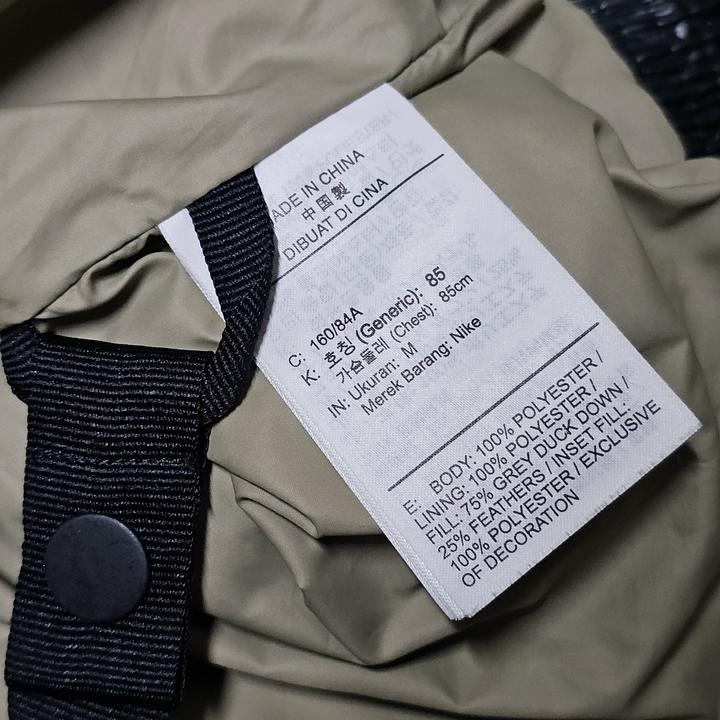 ADE IN CHINA
中国製
DIBUAT DI CINA
C: 160/84A
K: 호칭 (Generic): 85
가슴둘레 (Chest): 85cm
IN: Ukuran: M
Merek Barang: Nike
E: BODY: 100% POLYESTER /
LINING: 100% POLYESTER /
FILL: 75% GREY DUCK DOWN /
25% FEATHERS / INSET FILL:
100% POLYESTER / EXCLUSIVE
OF DECORATION